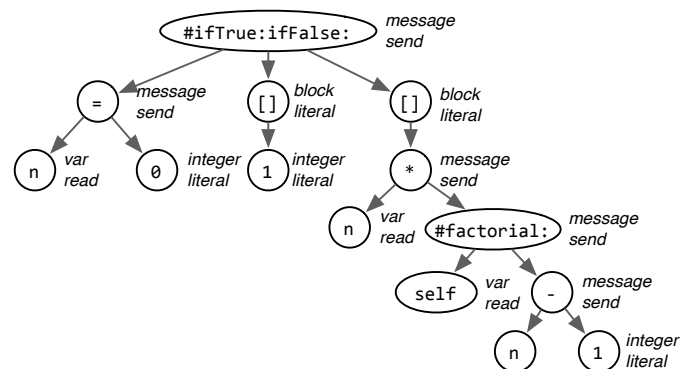 #ifTrue:ifFalse:
message
send
=
message
send
[]
block
literal
[]
block
literal
n
var
read
0
integer
literal
1
integer
literal
*
message
send
n
var
read
#factorial:
message
send
self
var
read
-
message
send
n
1
integer
literal